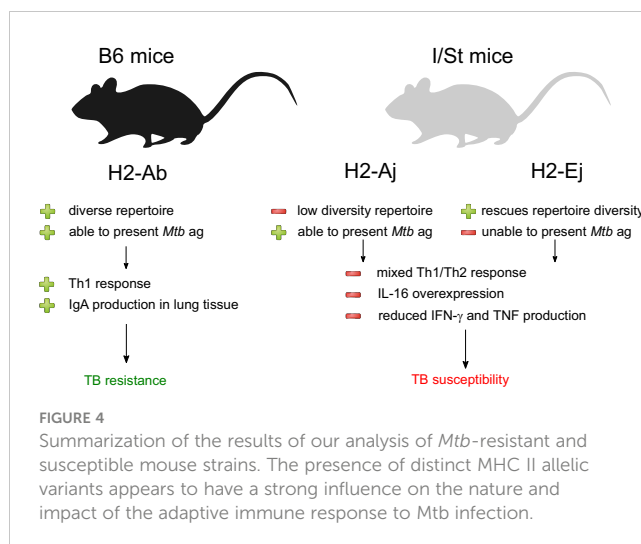 B6 mice
I/St mice
H2-Ab
H2-Aj
H2-Ej
diverse repertoire
able to present Mtb ag
low diversity repertoire
able to present Mtb ag
rescues repertoire diversity
unable to present Mtb ag
Th1 response
IgA production in lung tissue
mixed Th1/Th2 response
IL-16 overexpression
reduced IFN-γ and TNF production
TB resistance
TB susceptibility
FIGURE 4
Summarization of the results of our analysis of Mtb-resistant and
susceptible mouse strains. The presence of distinct MHC II allelic
variants appears to have a strong influence on the nature and
impact of the adaptive immune response to Mtb infection.